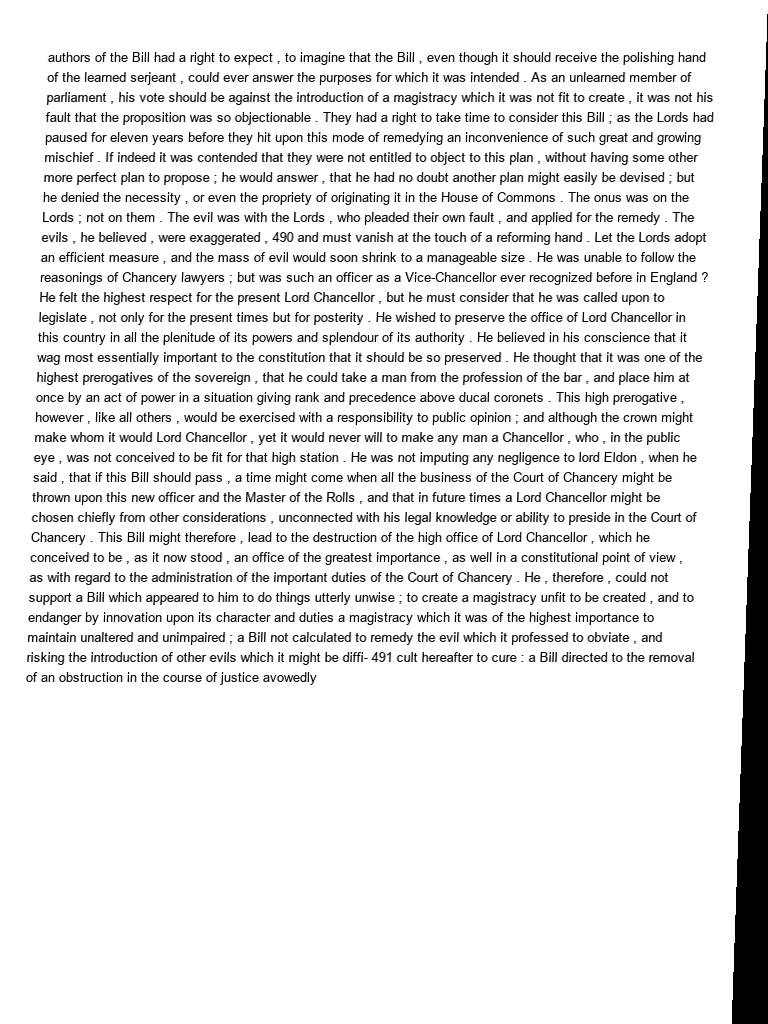 authors of the Bill had a right to expect , to imagine that the Bill , even though it should receive the polishing hand
of the learned serjeant , could ever answer the purposes for which it was intended . As an unlearned member of
parliament , his vote should be against the introduction of a magistracy which it was not fit to create , it was not his
fault that the proposition was so objectionable . They had a right to take time to consider this Bill ; as the Lords had
paused for eleven years before they hit upon this mode of remedying an inconvenience of such great and growing
mischief . If indeed it was contended that they were not entitled to object to this plan , without having some other
more perfect plan to propose ; he would answer , that he had no doubt another plan might easily be devised ; but
he denied the necessity , or even the propriety of originating it in the House of Commons . The onus was on the
Lords ; not on them . The evil was with the Lords , who pleaded their own fault , and applied for the remedy . The
evils , he believed , were exaggerated , 490 and must vanish at the touch of a reforming hand . Let the Lords adopt
an efficient measure , and the mass of evil would soon shrink to a manageable size . He was unable to follow the
reasonings of Chancery lawyers ; but was such an officer as a Vice-Chancellor ever recognized before in England ?
He felt the highest respect for the present Lord Chancellor , but he must consider that he was called upon to
legislate , not only for the present times but for posterity . He wished to preserve the office of Lord Chancellor in
this country in all the plenitude of its powers and splendour of its authority . He believed in his conscience that it
wag most essentially important to the constitution that it should be so preserved . He thought that it was one of the
highest prerogatives of the sovereign , that he could take a man from the profession of the bar , and place him at
once by an act of power in a situation giving rank and precedence above ducal coronets . This high prerogative ,
however , like all others , would be exercised with a responsibility to public opinion ; and although the crown might
make whom it would Lord Chancellor , yet it would never will to make any man a Chancellor , who , in the public
eye , was not conceived to be fit for that high station . He was not imputing any negligence to lord Eldon , when he
said , that if this Bill should pass , a time might come when all the business of the Court of Chancery might be
thrown upon this new officer and the Master of the Rolls , and that in future times a Lord Chancellor might be
chosen chiefly from other considerations , unconnected with his legal knowledge or ability to preside in the Court of
Chancery . This Bill might therefore , lead to the destruction of the high office of Lord Chancellor , which he
conceived to be , as it now stood , an office of the greatest importance , as well in a constitutional point of view ,
as with regard to the administration of the important duties of the Court of Chancery . He , therefore , could not
support a Bill which appeared to him to do things utterly unwise ; to create a magistracy unfit to be created , and to
endanger by innovation upon its character and duties a magistracy which it was of the highest importance to
maintain unaltered and unimpaired ; a Bill not calculated to remedy the evil which it professed to obviate , and
risking the introduction of other evils which it might be diffi- 491 cult hereafter to cure : a Bill directed to the removal
of an obstruction in the course of justice avowedly